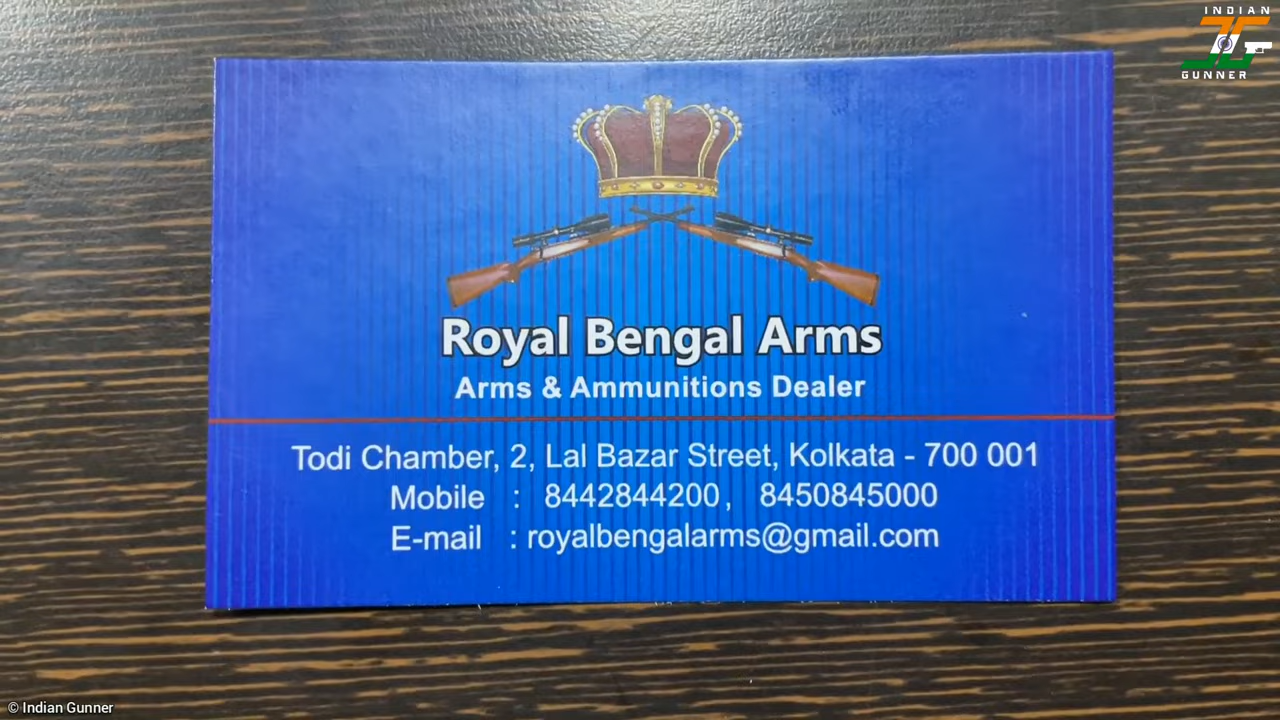 INDIAN
GUNNER
Royal Bengal Arms
Arms & Ammunitions Dealer
Todi Chamber, 2, Lal Bazar Street, Kolkata - 700 001
Mobile : 8442844200, 8450845000
E-mail : royalbengalarms@gmail.com
© Indian Gunner